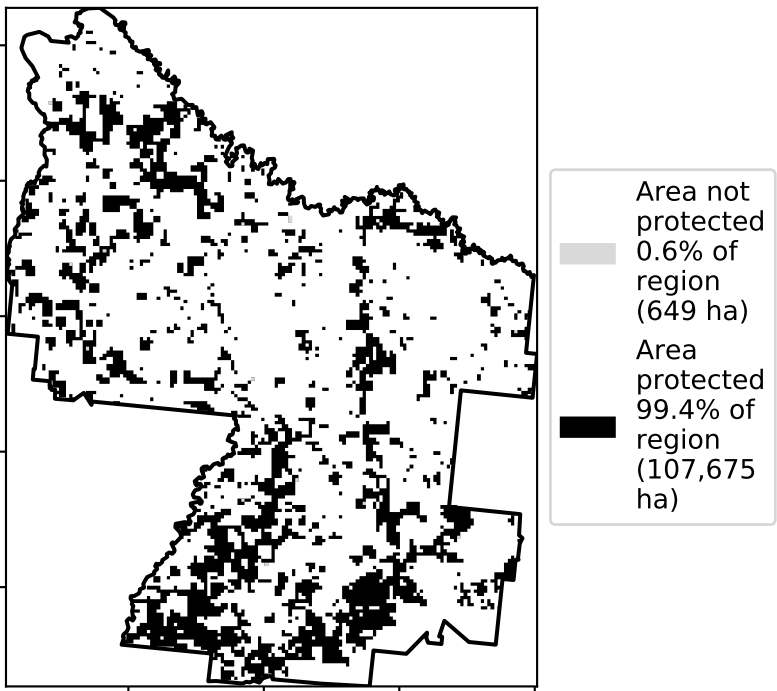 Area not
protected
0.6% of
region
(649 ha)
Area
protected
99.4% of
region
(107,675
ha)